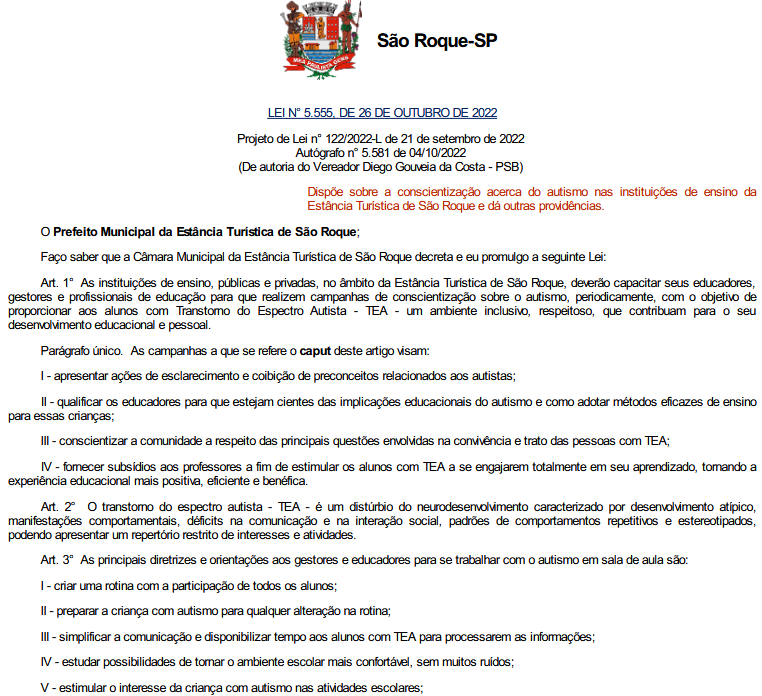 São Roque-SP
LEI N° 5.555, DE 26 DE OUTUBRO DE 2022
Projeto de Lei n° 122/2022-L de 21 de setembro de 2022
Autógrafo n° 5.581 de 04/10/2022
(De autoria do Vereador Diego Gouveia da Costa - PSB)
Dispõe sobre a conscientização acerca do autismo nas instituições de ensino da
Estância Turística de São Roque e dá outras providências.
O Prefeito Municipal da Estância Turística de São Roque;
Faço saber que a Câmara Municipal da Estância Turística de São Roque decreta e eu promulgo a seguinte Lei:
Art. 1° As instituições de ensino, públicas e privadas, no âmbito da Estância Turística de São Roque, deverão capacitar seus educadores,
gestores e profissionais de educação para que realizem campanhas de conscientização sobre o autismo, periodicamente, com o objetivo de
proporcionar aos alunos com Transtorno do Espectro Autista - TEA - um ambiente inclusivo, respeitoso, que contribuam para o seu
desenvolvimento educacional e pessoal.
Parágrafo único. As campanhas a que se refere o caput deste artigo visam:
I - apresentar ações de esclarecimento e coibição de preconceitos relacionados aos autistas;
II - qualificar os educadores para que estejam cientes das implicações educacionais do autismo e como adotar métodos eficazes de ensino
para essas crianças;
III - conscientizar a comunidade a respeito das principais questões envolvidas na convivência e trato das pessoas com TEA;
IV - fornecer subsídios aos professores a fim de estimular os alunos com TEA a se engajarem totalmente em seu aprendizado, tornando a
experiência educacional mais positiva, eficiente e benéfica.
Art. 2° O transtorno do espectro autista - TEA - é um distúrbio do neurodesenvolvimento caracterizado por desenvolvimento atípico,
manifestações comportamentais, déficits na comunicação e na interação social, padrões de comportamentos repetitivos e estereotipados,
podendo apresentar um repertório restrito de interesses e atividades.
Art. 3° As principais diretrizes e orientações aos gestores e educadores para se trabalhar com o autismo em sala de aula são:
I - criar uma rotina com a participação de todos os alunos;
II - preparar a criança com autismo para qualquer alteração na rotina;
III - simplificar a comunicação e disponibilizar tempo aos alunos com TEA para processarem as informações;
IV - estudar possibilidades de tornar o ambiente escolar mais confortável, sem muitos ruídos;
V - estimular o interesse da criança com autismo nas atividades escolares;